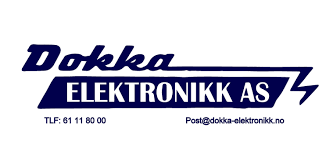 Dokka
ELEKTRONIKK AS
TLF: 61 11 80 00 Post@dokka-elektronikk.no